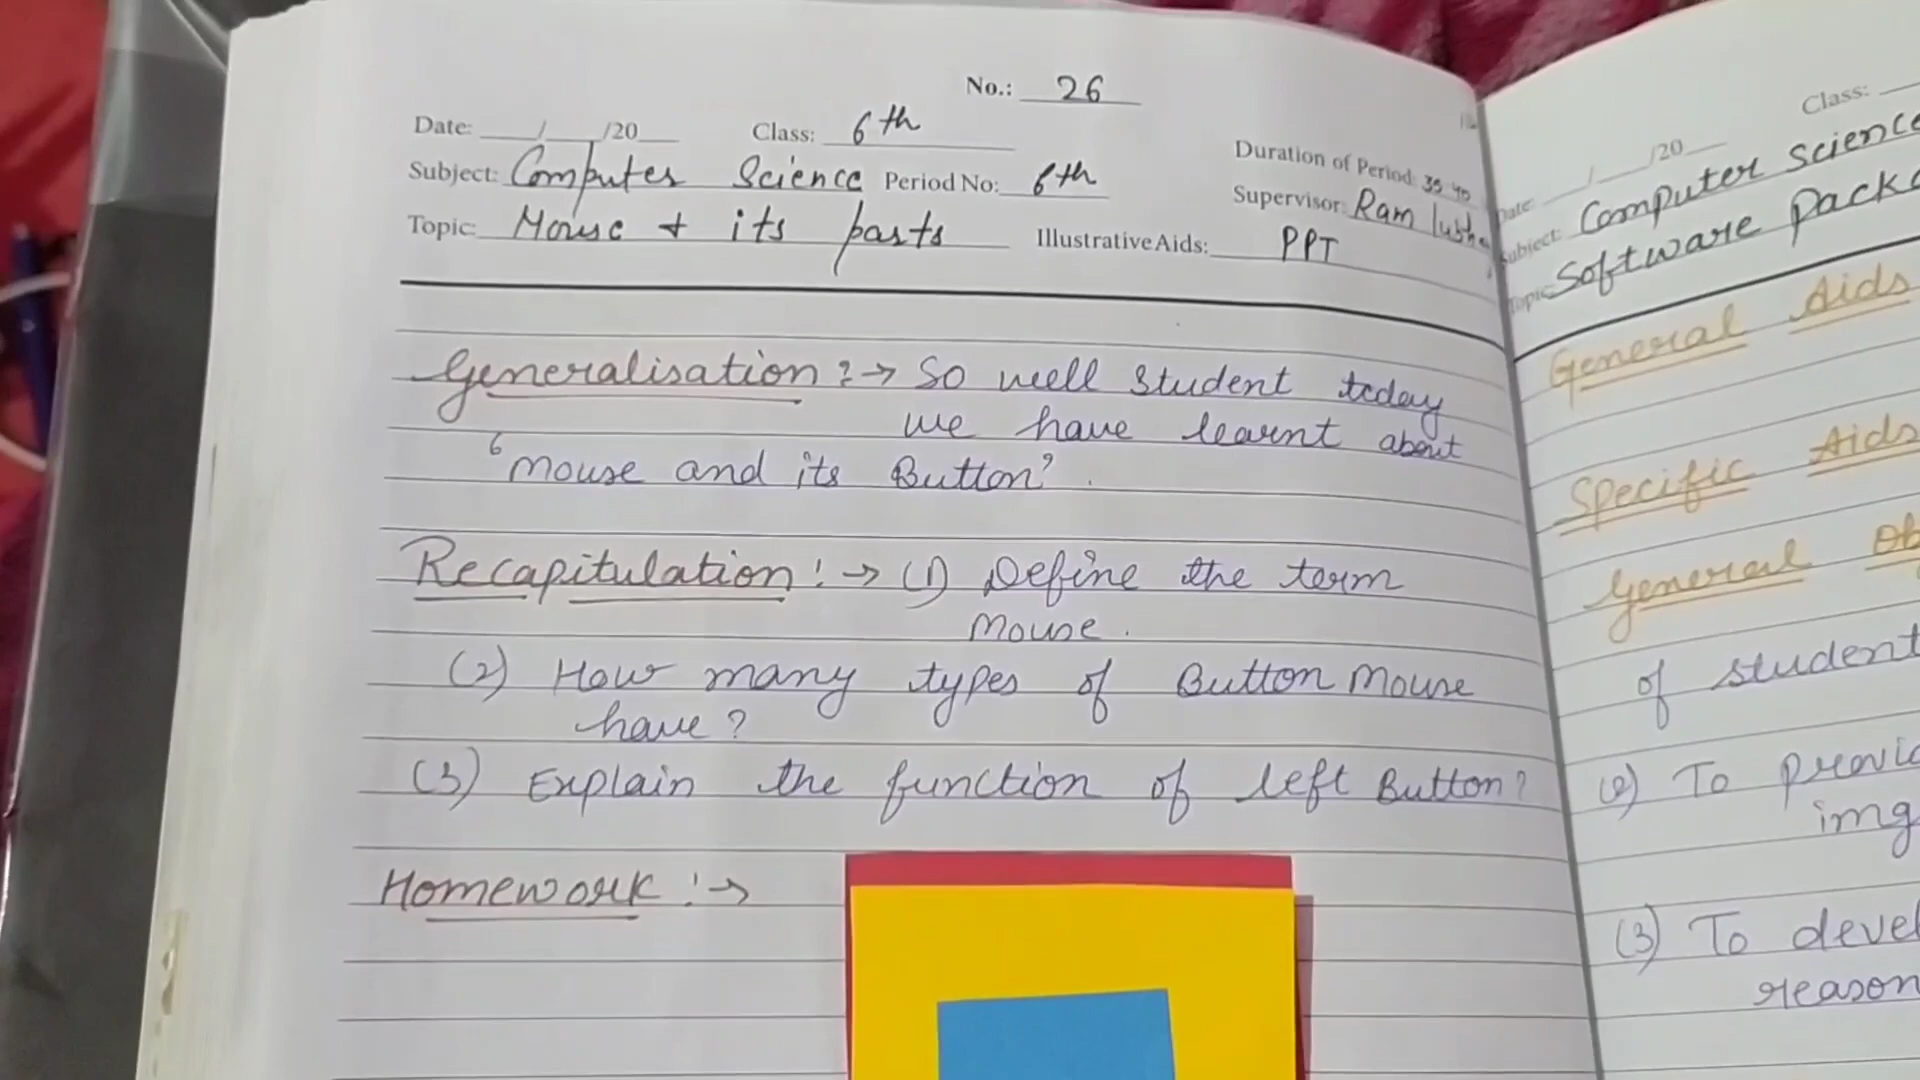 No.: 26
Date: / /20 Class: 6th
Subject: Computer Science Period No: 6th
Topic: Mouse + its parts Illustrative Aids: PPT
Duration of Period: 35 40
Supervisor: Ram
Generalisation :→ So well student today
we have learnt about
'mouse and its Button'.
Recapitulation :→ (1) Define the term
Mouse.
(2) How many types of Button Mouse
have?
(3) Explain the function of left Button?
Homework :→
Class:
Date: / /20
Subject: Computer science
Topic: Software
General Aids
Specific Aids
General
of student
(2) To
(3) To